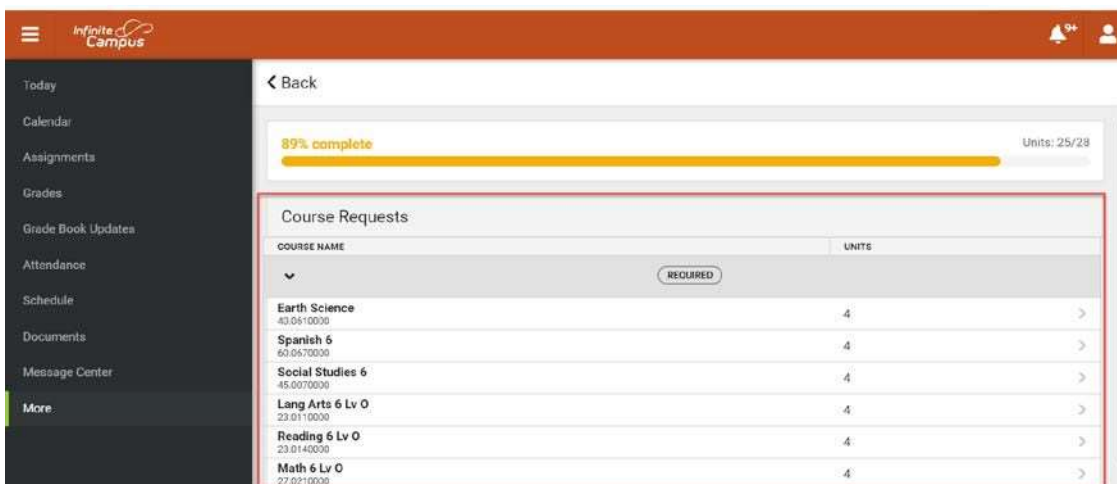 Infinite
Campus
9+
Today
Calendar
Assignments
Grades
Grade Book Updates
Attendance
Schedule
Documents
Message Center
More
Back
89% complete
Units: 25/28
Course Requests
COURSE NAME UNITS
REQUIRED
Earth Science
40.0610000
4
Spanish 6
60.0670000
4
Social Studies 6
45.0070000
4
Lang Arts 6 Lv O
23.0110000
4
Reading 6 Lv O
23.0140000
4
Math 6 Lv O
27.0210000
4